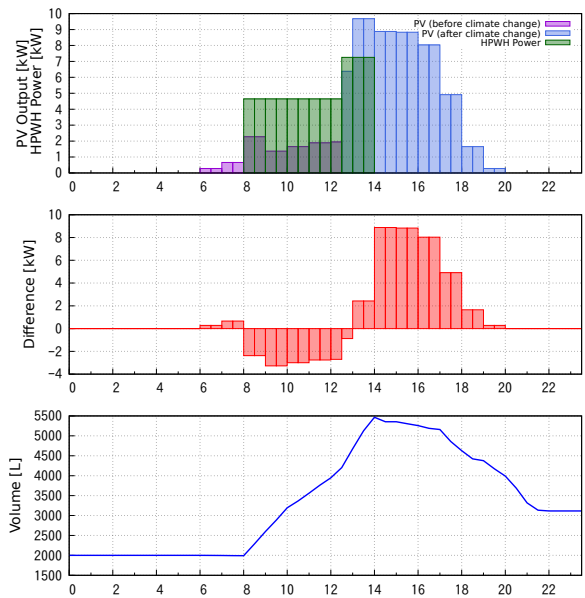 PV Output [kW]
HPWH Power [kW]
10
9
8
7
6
5
4
3
2
1
0
PV (before climate change)
PV (after climate change)
HPWH Power
0 2 4 6 8 10 12 14 16 18 20 22
Difference [kW]
10
8
6
4
2
0
−2
−4
0 2 4 6 8 10 12 14 16 18 20 22
Volume [L]
5500
5000
4500
4000
3500
3000
2500
2000
1500
0 2 4 6 8 10 12 14 16 18 20 22